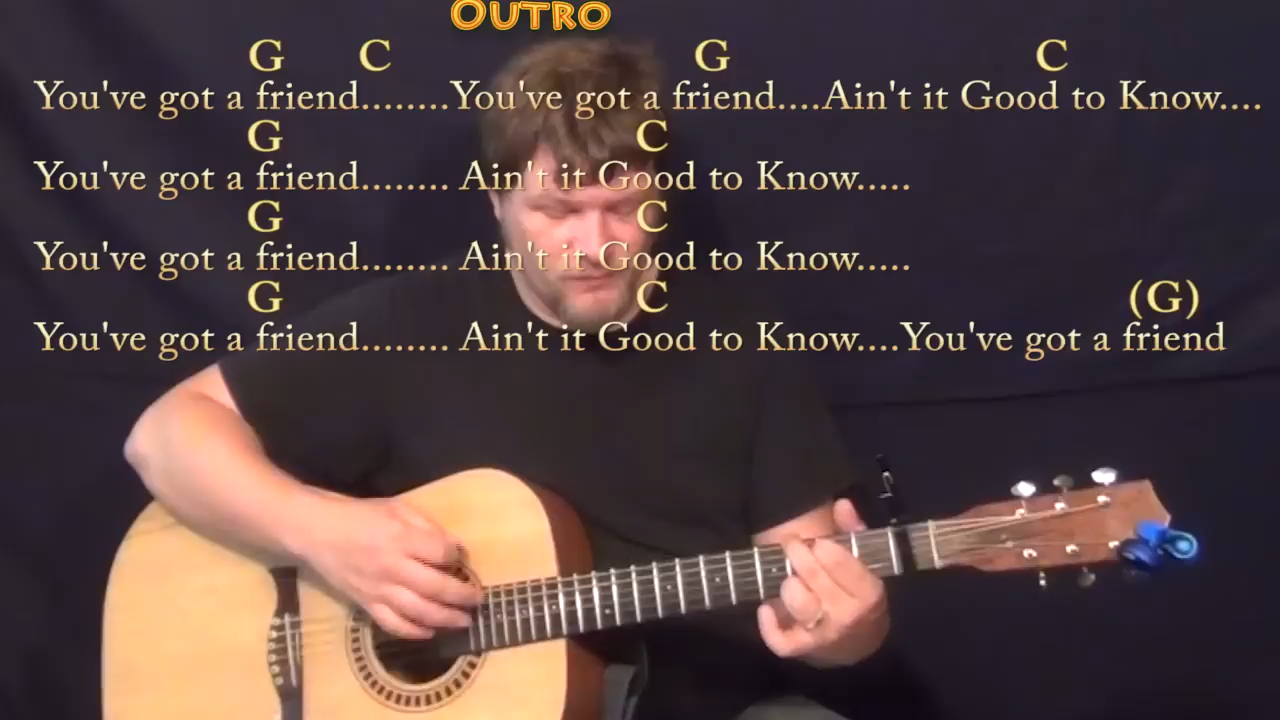 OUTRO
G C G C
You've got a friend........You've got a friend....Ain't it Good to Know....
G C
You've got a friend........ Ain't it Good to Know.....
G C
You've got a friend........ Ain't it Good to Know.....
G C (G)
You've got a friend........ Ain't it Good to Know....You've got a friend